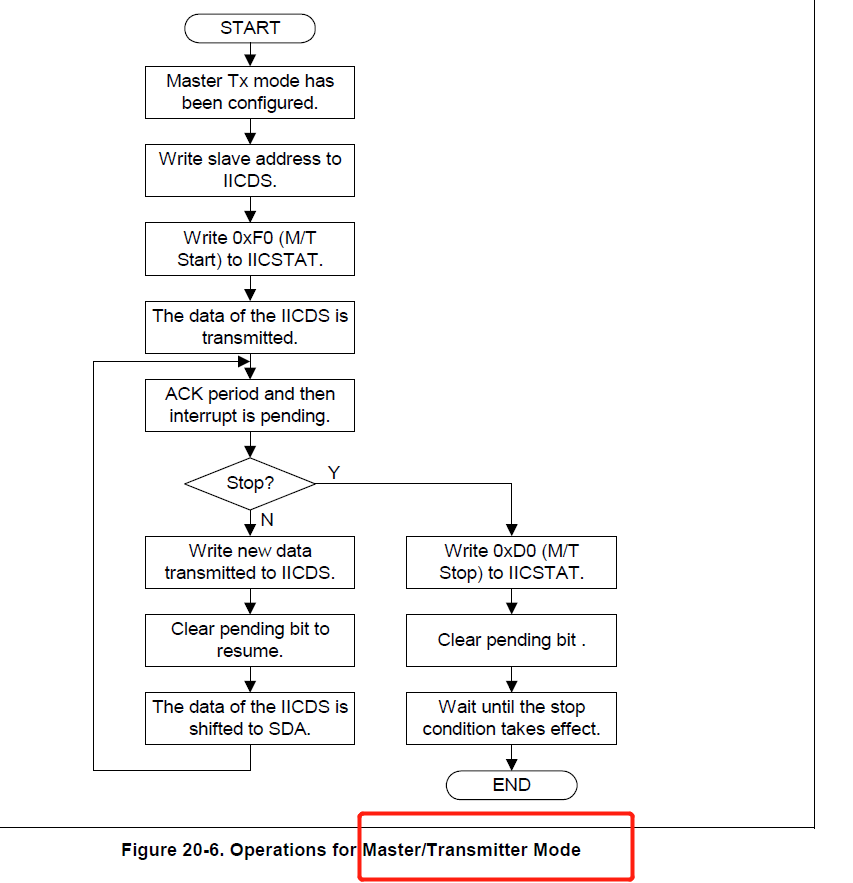 START
Master Tx mode has
been configured.
Write slave address to
IICDS.
Write 0xF0 (M/T
Start) to IICSTAT.
The data of the IICDS is
transmitted.
ACK period and then
interrupt is pending.
Stop?
Y
N
Write new data
transmitted to IICDS.
Clear pending bit to
resume.
The data of the IICDS is
shifted to SDA.
Write 0xD0 (M/T
Stop) to IICSTAT.
Clear pending bit .
Wait until the stop
condition takes effect.
END
Figure 20-6. Operations for Master/Transmitter Mode